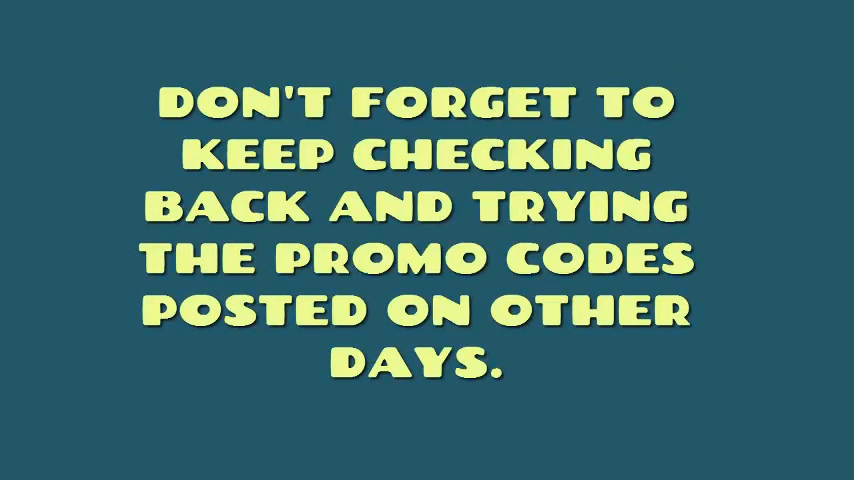 DON'T FORGET TO
KEEP CHECKING
BACK AND TRYING
THE PROMO CODES
POSTED ON OTHER
DAYS.